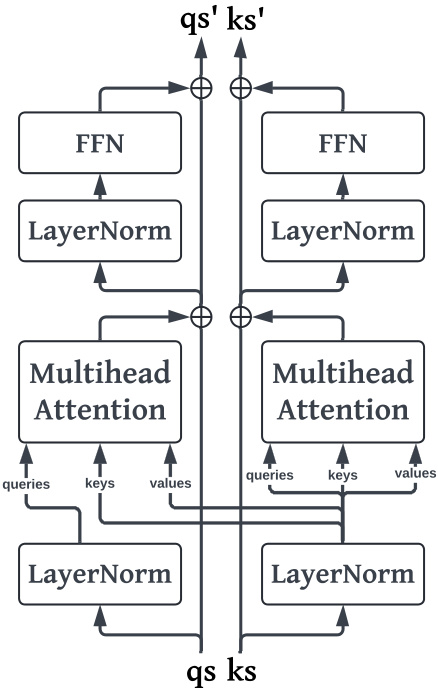 qs' ks'
FFN
FFN
LayerNorm
LayerNorm
Multihead
Attention
Multihead
Attention
queries
keys
values
queries
keys
values
LayerNorm
LayerNorm
qs ks